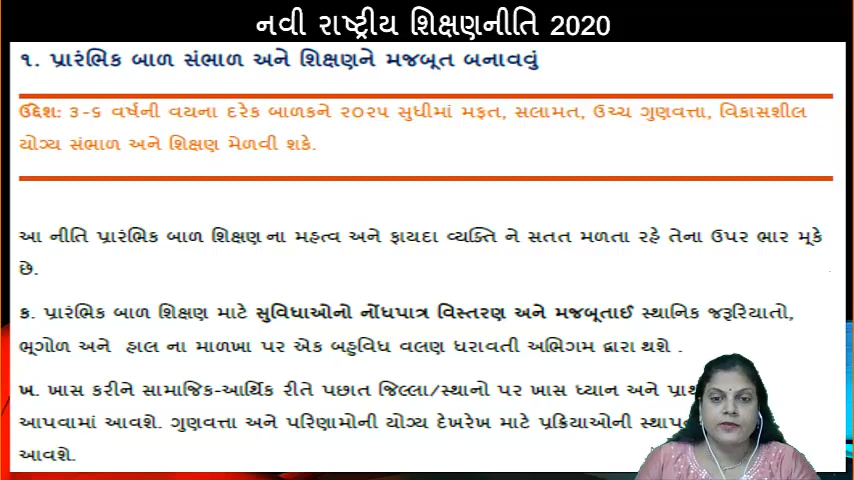 નવી રાષ્ટ્રીય શિક્ષણનીતિ 2020
૧. પ્રારંભિક બાળ સંભાળ અને શિક્ષણને મજબૂત બનાવવું
ઉદ્દેશ: ૩-૬ વર્ષની વયના દરેક બાળકને ૨૦૨૫ સુધીમાં મફત, સલામત, ઉચ્ચ ગુણવત્તા, વિકાસશીલ
યોગ્ય સંભાળ અને શિક્ષણ મેળવી શકે.
આ નીતિ પ્રારંભિક બાળ શિક્ષણ ના મહત્વ અને ફાયદા વ્યક્તિ ને સતત મળતા રહે તેના ઉપર ભાર મૂકે
છે.
ક. પ્રારંભિક બાળ શિક્ષણ માટે સુવિધાઓનો નોંધપાત્ર વિસ્તરણ અને મજબૂતાઈ સ્થાનિક જરૂરિયાતો,
ભૂગોળ અને હાલ ના માળખા પર એક બહુવિધ વલણ ધરાવતી અભિગમ દ્વારા થશે .
ખ. ખાસ કરીને સામાજિક-આર્થિક રીતે પછાત જિલ્લા/સ્થાનો પર ખાસ ધ્યાન અને
આપવામાં આવશે. ગુણવત્તા અને પરિણામોની યોગ્ય દેખરેખ માટે પ્રક્રિયાઓની
આવશે.